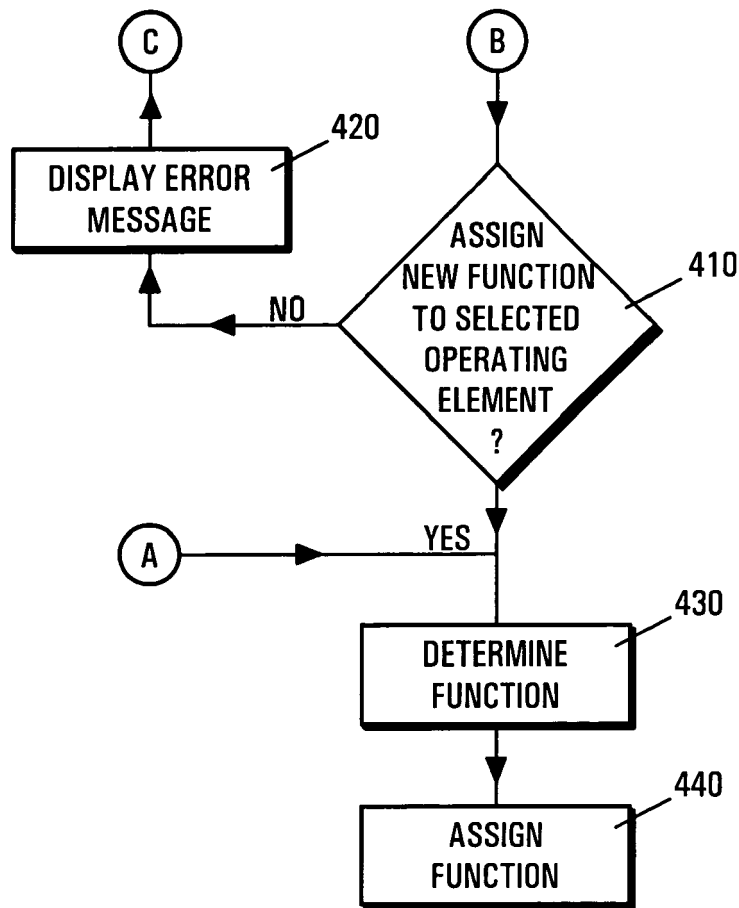 C
B
420
DISPLAY ERROR
MESSAGE
ASSIGN
NEW FUNCTION
TO SELECTED
OPERATING
ELEMENT
?
410
NO
YES
A
430
DETERMINE
FUNCTION
440
ASSIGN
FUNCTION